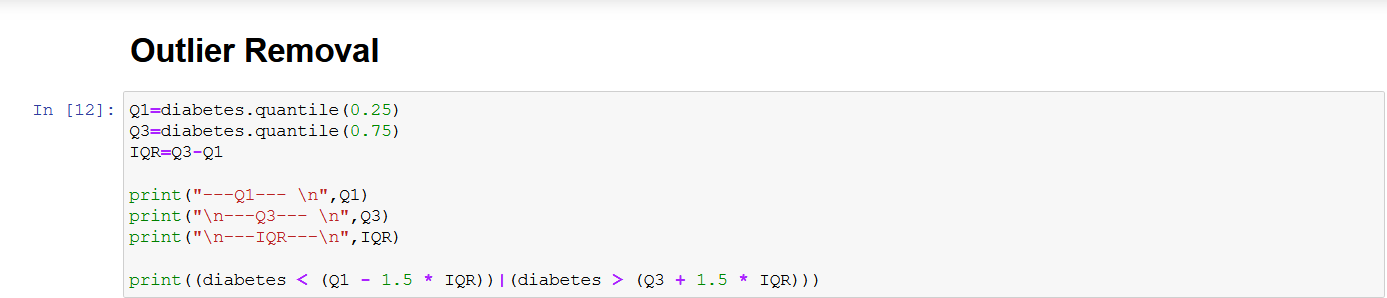 Outlier Removal
In [12]:
Q1=diabetes.quantile(0.25)
Q3=diabetes.quantile(0.75)
IQR=Q3-Q1
print("---Q1--- \n",Q1)
print("\n---Q3--- \n",Q3)
print("\n---IQR---\n",IQR)
print((diabetes < (Q1 - 1.5 * IQR))|(diabetes > (Q3 + 1.5 * IQR)))